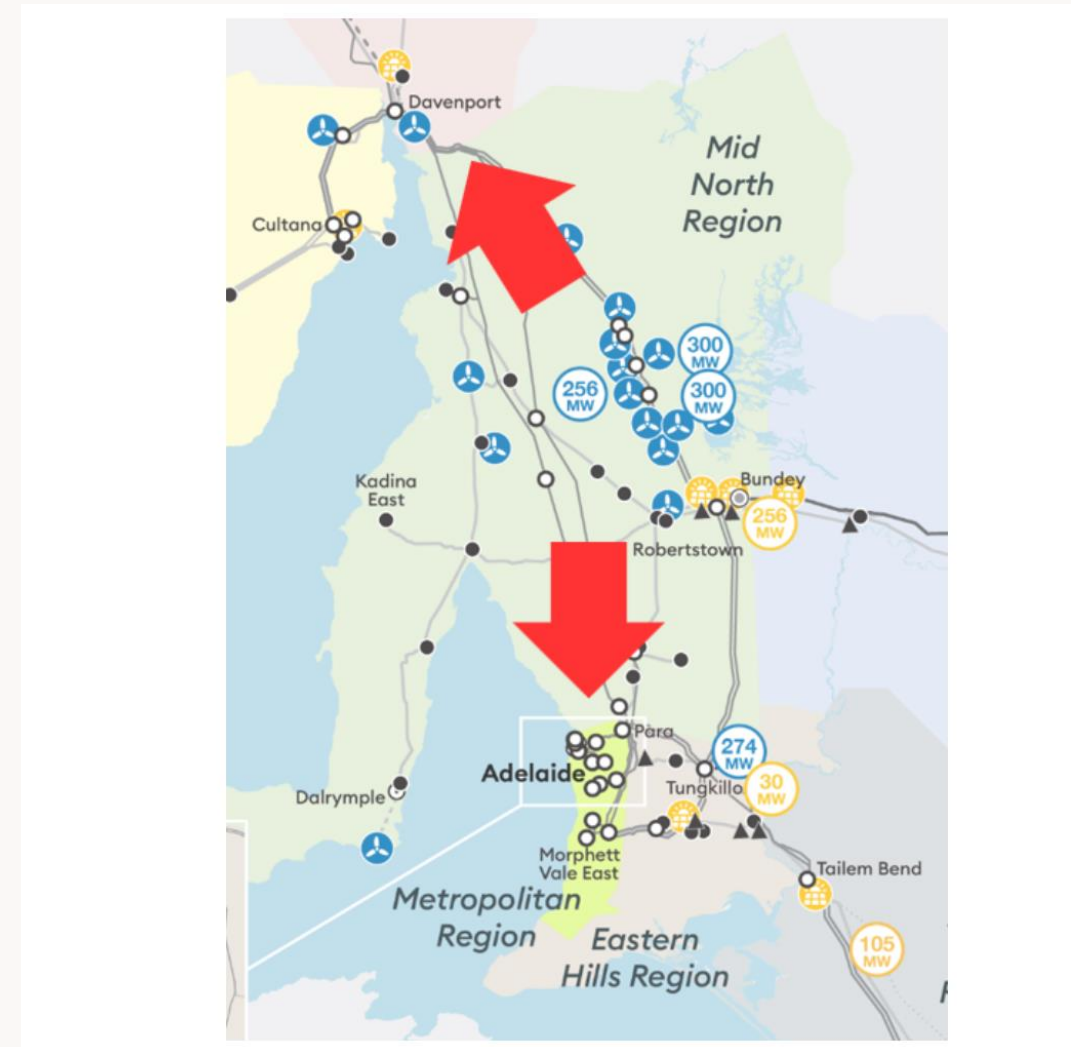 Davenport
Mid
North
Region
Cultana
300
MW
256
MW
300
MW
Kadina
East
Bundey
256
MW
Robertstown
Para
274
MW
Adelaide
30
MW
Tungkillo
Dalrymple
Morphett
Vale East
Tailem Bend
Metropolitan
Region
Eastern
Hills Region
105
MW